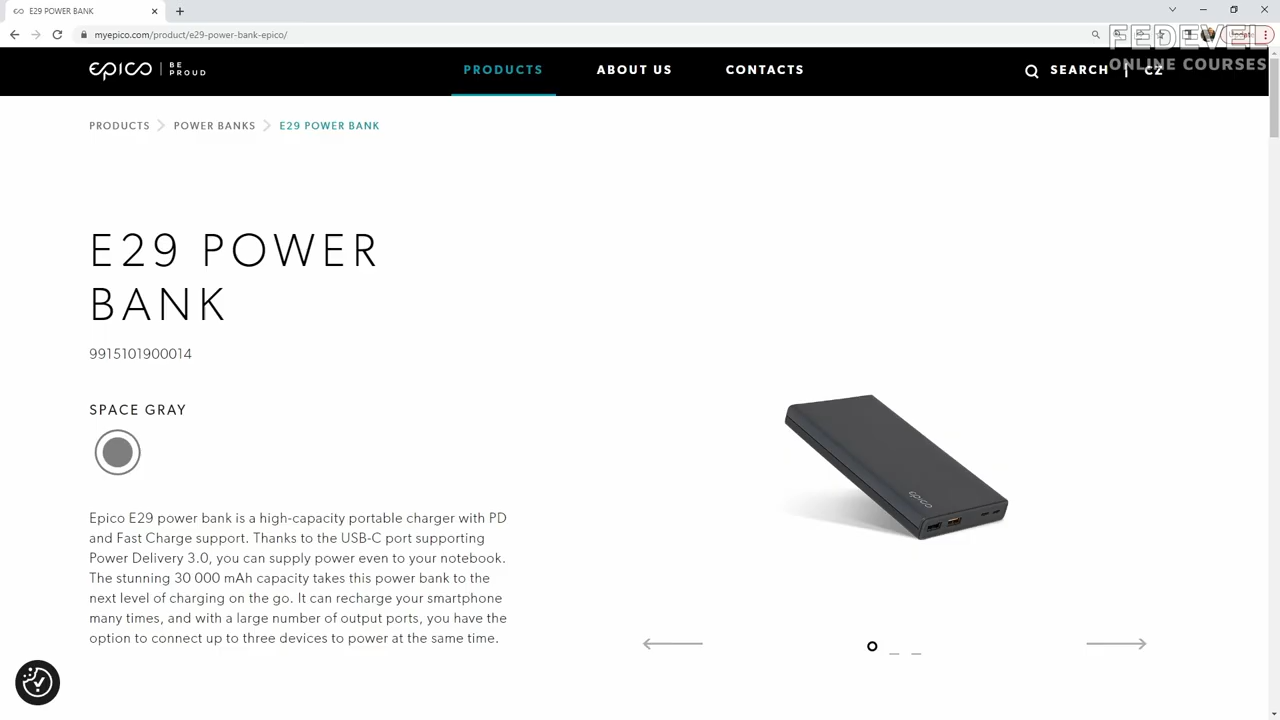 E29 POWER BANK
myepico.com/product/e29-power-bank-epico/
FEDEVEL
ONLINE COURSES
epico | BE PROUD
PRODUCTS
ABOUT US
CONTACTS
SEARCH | CZ
PRODUCTS > POWER BANKS > E29 POWER BANK
E29 POWER
BANK
9915101900014
SPACE GRAY
Epico E29 power bank is a high-capacity portable charger with PD
and Fast Charge support. Thanks to the USB-C port supporting
Power Delivery 3.0, you can supply power even to your notebook.
The stunning 30 000 mAh capacity takes this power bank to the
next level of charging on the go. It can recharge your smartphone
many times, and with a large number of output ports, you have the
option to connect up to three devices to power at the same time.
epico